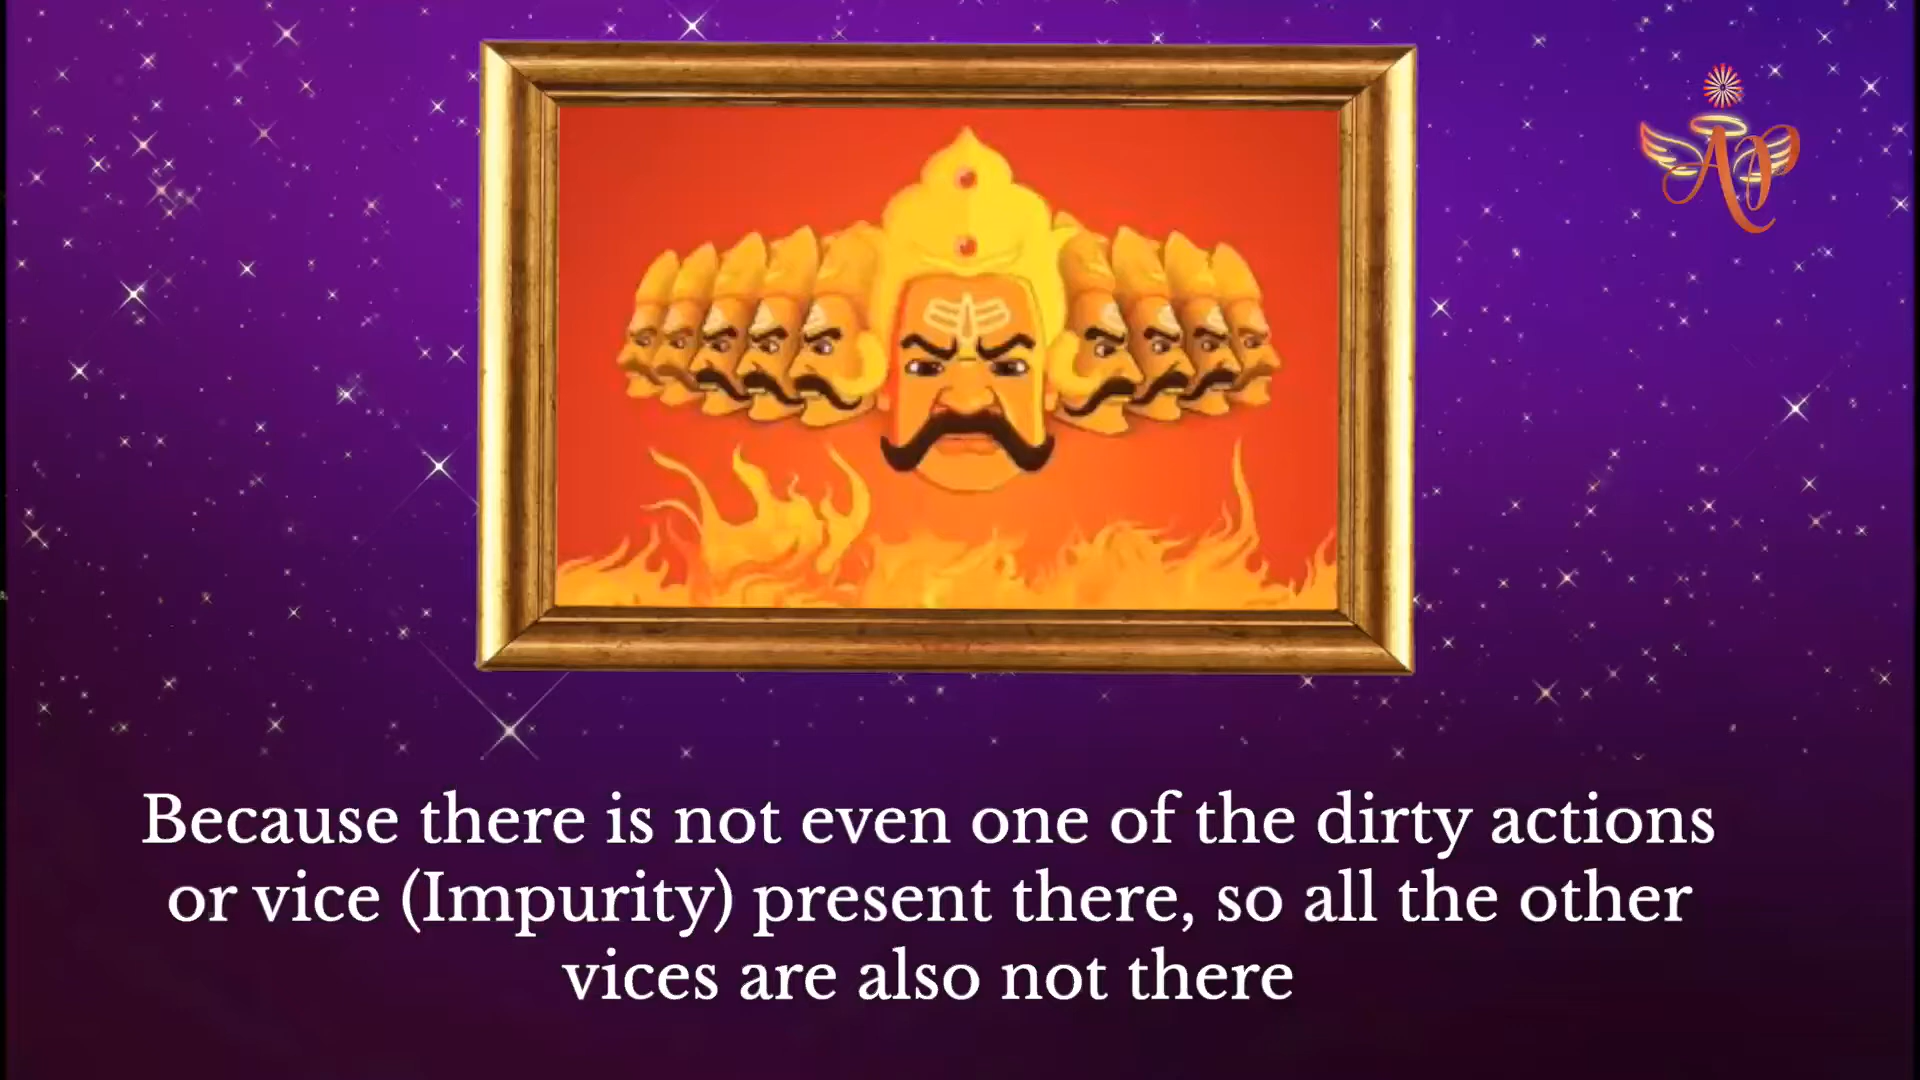 AP
Because there is not even one of the dirty actions
or vice (Impurity) present there, so all the other
vices are also not there